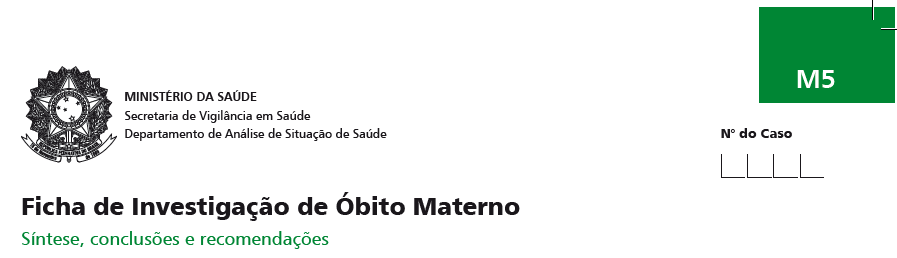 M5
MINISTÉRIO DA SAÚDE
Secretaria de Vigilância em Saúde
Departamento de Análise de Situação de Saúde
N° do Caso
Ficha de Investigação de Óbito Materno
Síntese, conclusões e recomendações